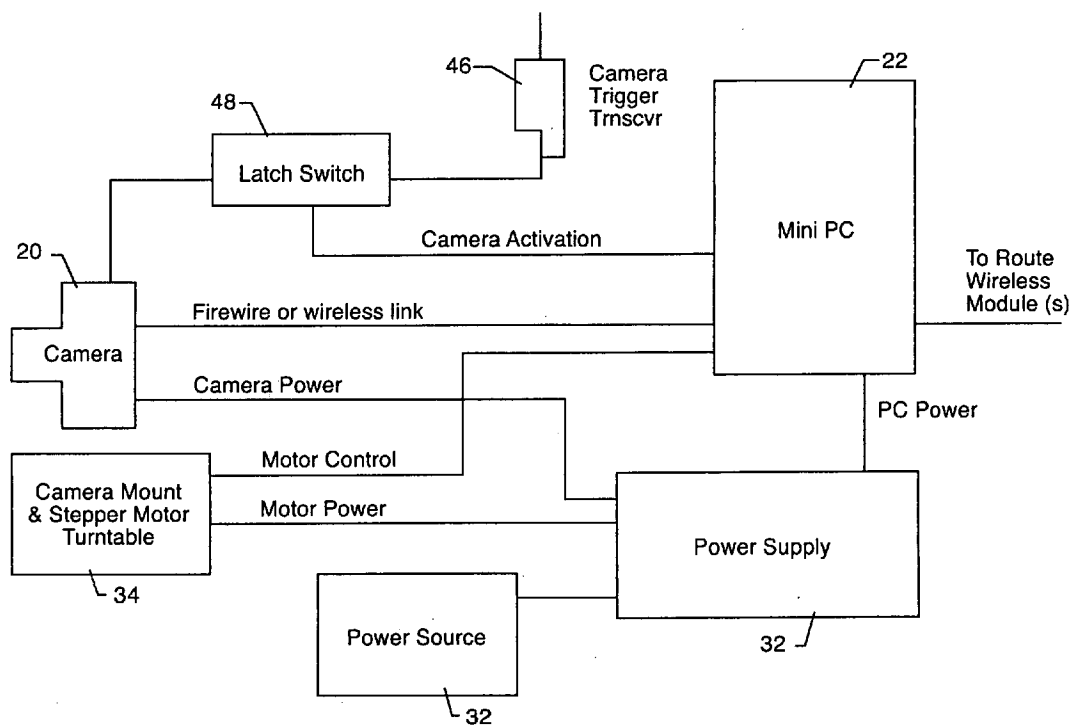 46
Camera
Trigger
Trnscvr
22
48
Latch Switch
Mini PC
Camera Activation
20
To Route
Wireless
Module (s)
Firewire or wireless link
Camera
Camera Power
PC Power
Motor Control
Camera Mount
& Stepper Motor
Turntable
Motor Power
Power Supply
34
Power Source
32
32